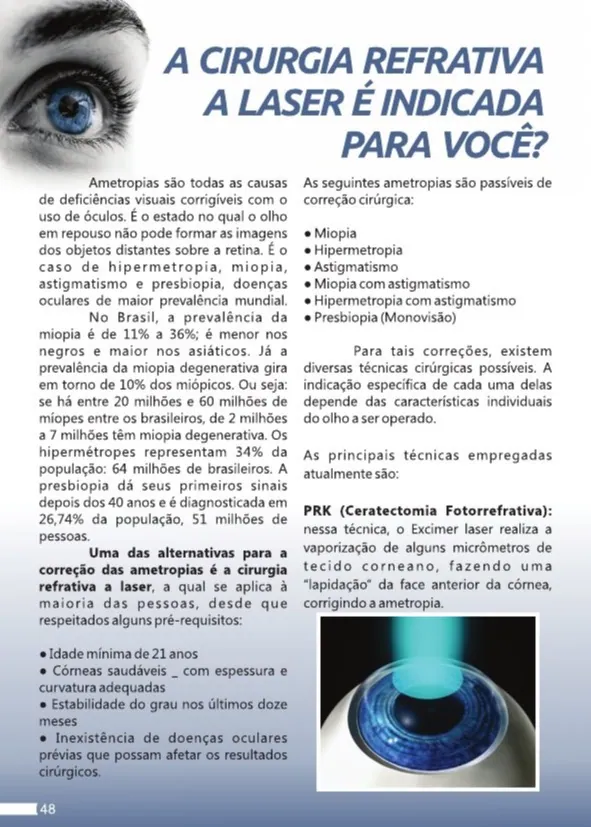 A CIRURGIA REFRATIVA
A LASER É INDICADA
PARA VOCÊ?
Ametropias são todas as causas
de deficiências visuais corrigíveis com o
uso de óculos. É o estado no qual o olho
em repouso não pode formar as imagens
dos objetos distantes sobre a retina. É o
caso de hipermetropia, miopia,
astigmatismo e presbiopia, doenças
oculares de maior prevalência mundial.
No Brasil, a prevalência da
miopia é de 11% a 36%; é menor nos
negros e maior nos asiáticos. Já a
prevalência da miopia degenerativa gira
em torno de 10% dos miópicos. Ou seja:
se há entre 20 milhões e 60 milhões de
míopes entre os brasileiros, de 2 milhões
a 7 milhões têm miopia degenerativa. Os
hipermétropes representam 34% da
população: 64 milhões de brasileiros. A
presbiopia dá seus primeiros sinais
depois dos 40 anos e é diagnosticada em
26,74% da população, 51 milhões de
pessoas.
Uma das alternativas para a
correção das ametropias é a cirurgia
refrativa a laser, a qual se aplica à
maioria das pessoas, desde que
respeitados alguns pré-requisitos:
● Idade mínima de 21 anos
● Córneas saudáveis _ com espessura e
curvatura adequadas
● Estabilidade do grau nos últimos doze
meses
● Inexistência de doenças oculares
prévias que possam afetar os resultados
cirúrgicos.
As seguintes ametropias são passíveis de
correção cirúrgica:
● Miopia
● Hipermetropia
● Astigmatismo
● Miopia com astigmatismo
● Hipermetropia com astigmatismo
● Presbiopia (Monovisão)
Para tais correções, existem
diversas técnicas cirúrgicas possíveis. A
indicação específica de cada uma delas
depende das características individuais
do olho a ser operado.
As principais técnicas empregadas
atualmente são:
PRK (Ceratectomia Fotorrefrativa):
nessa técnica, o Excimer laser realiza a
vaporização de alguns micrômetros de
tecido corneano, fazendo uma
"lapidação" da face anterior da córnea,
corrigindo a ametropia.
48